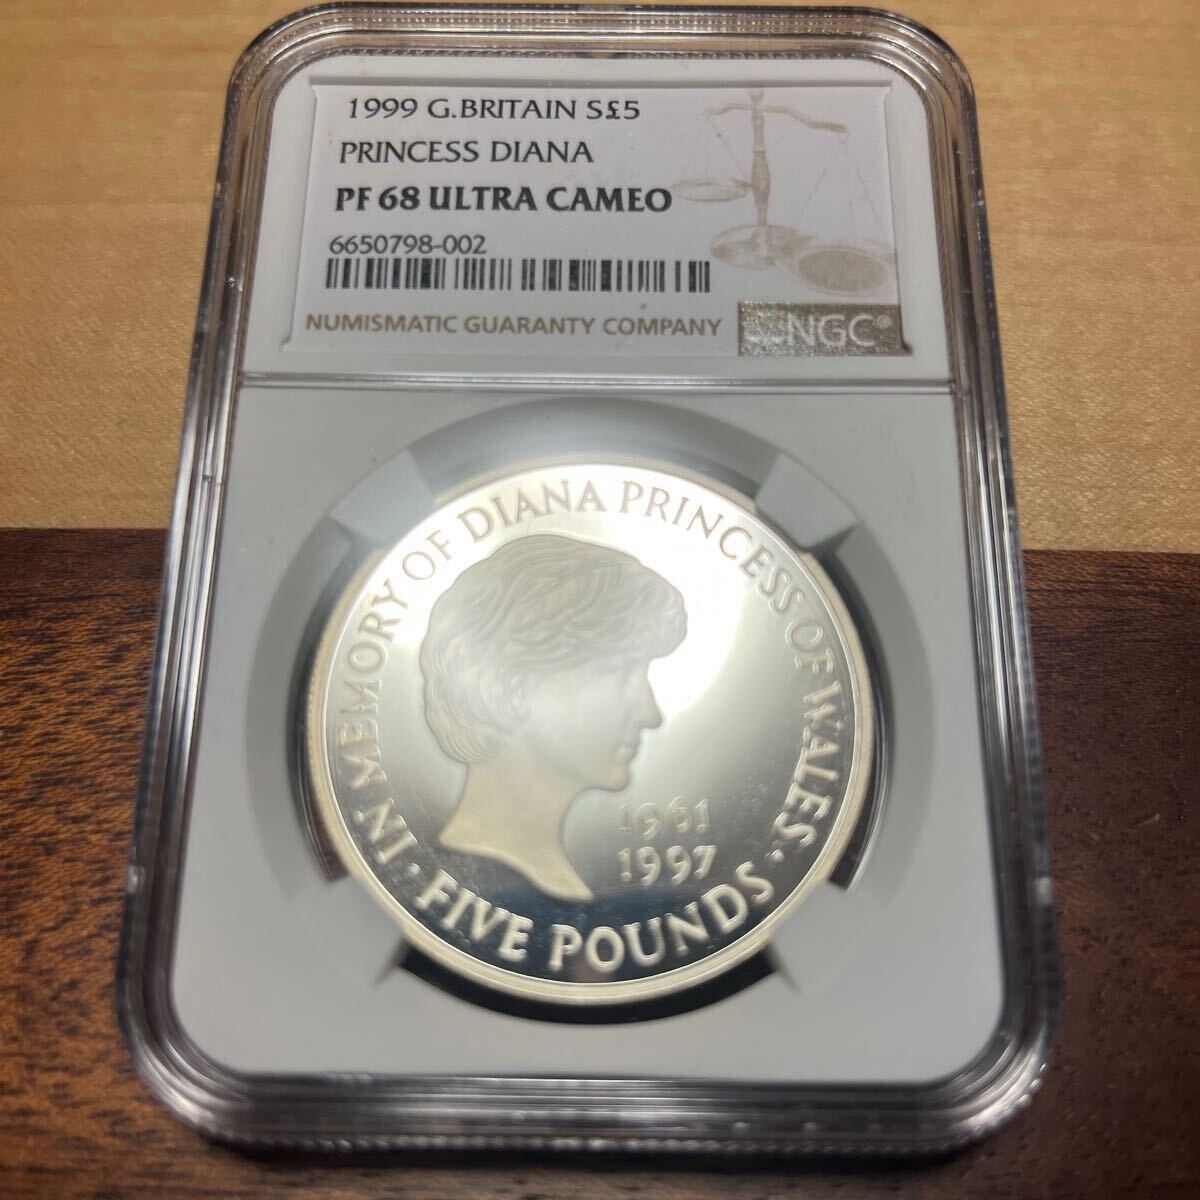 1999 G.BRITAIN S£5
PRINCESS DIANA
PF 68 ULTRA CAMEO
6650798-002
NUMISMATIC GUARANTY COMPANY
NGC®
· IN MEMORY OF DIANA PRINCESS OF WALES ·
1961
1997
FIVE POUNDS